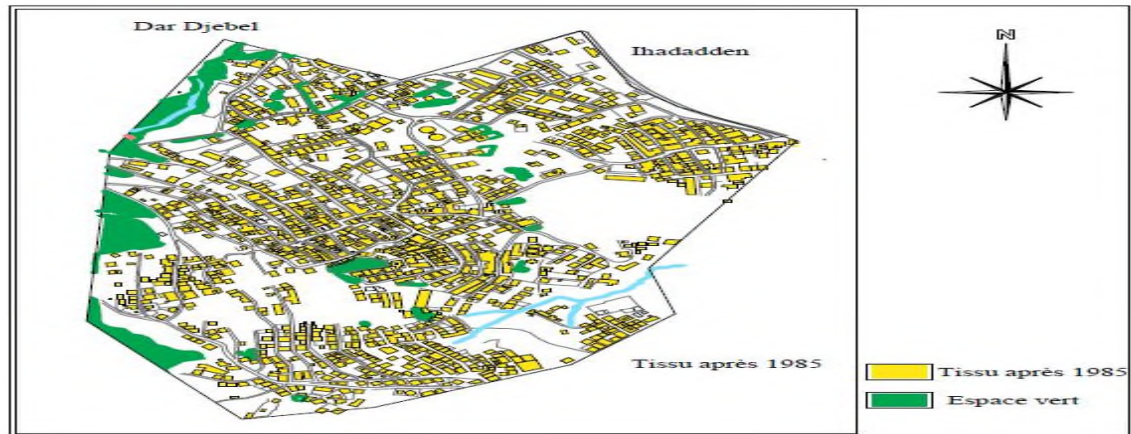 Dar Djebel
Ihadadden
N
Tissu après 1985
Tissu après 1985
Espace vert